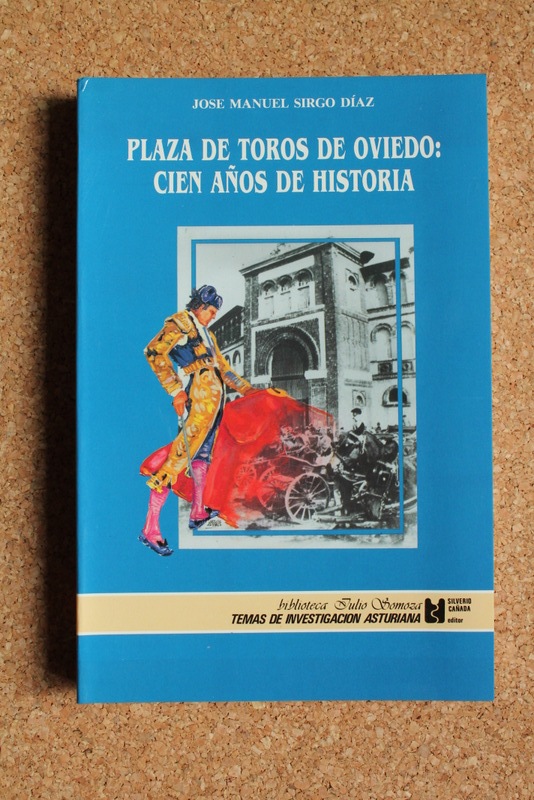 JOSE MANUEL SIRGO DÍAZ
PLAZA DE TOROS DE OVIEDO:
CIEN AÑOS DE HISTORIA
biblioteca Julio Somoza
TEMAS DE INVESTIGACION ASTURIANA
SILVERIO
CAÑADA
editor